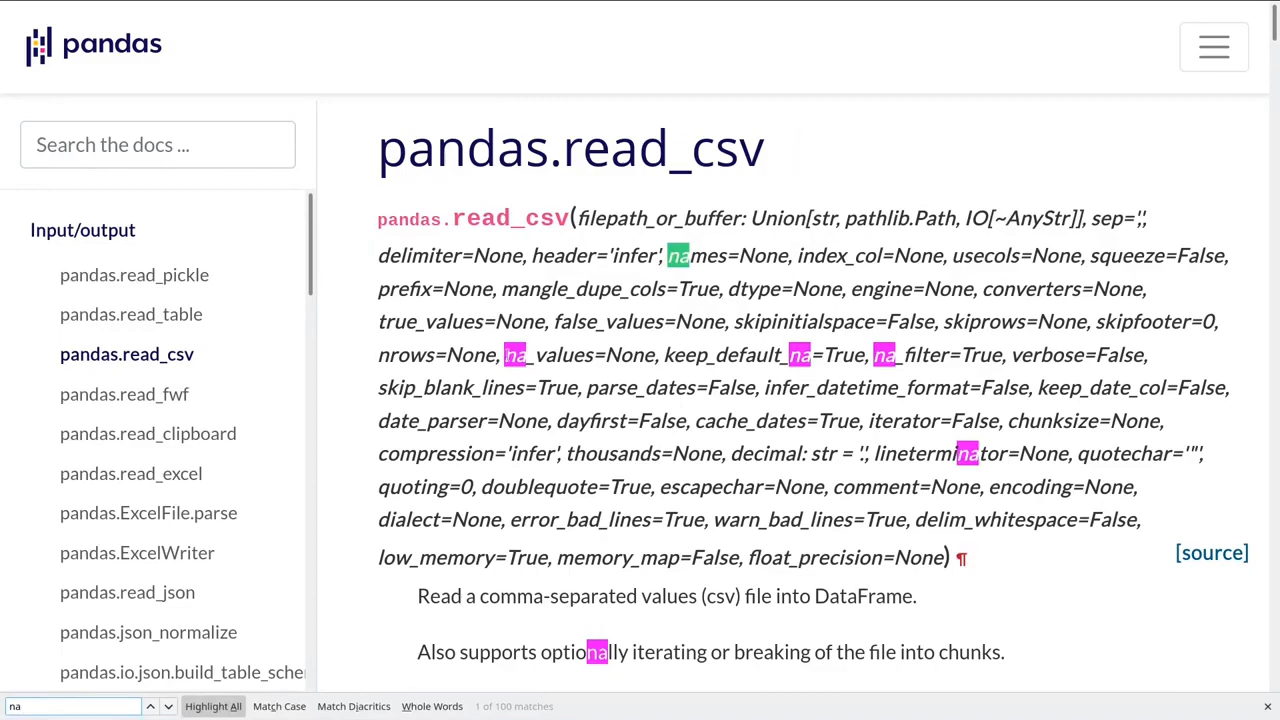 pandas
Search the docs ...
Input/output
pandas.read_pickle
pandas.read_table
pandas.read_csv
pandas.read_fwf
pandas.read_clipboard
pandas.read_excel
pandas.ExcelFile.parse
pandas.ExcelWriter
pandas.read_json
pandas.json_normalize
pandas.io.json.build_table_sche
pandas.read_csv
pandas.read_csv(filepath_or_buffer: Union[str, pathlib.Path, IO[~AnyStr]], sep=',',
delimiter=None, header='infer', names=None, index_col=None, usecols=None, squeeze=False,
prefix=None, mangle_dupe_cols=True, dtype=None, engine=None, converters=None,
true_values=None, false_values=None, skipinitialspace=False, skiprows=None, skipfooter=0,
nrows=None, na_values=None, keep_default_na=True, na_filter=True, verbose=False,
skip_blank_lines=True, parse_dates=False, infer_datetime_format=False, keep_date_col=False,
date_parser=None, dayfirst=False, cache_dates=True, iterator=False, chunksize=None,
compression='infer', thousands=None, decimal: str = '.', lineterminator=None, quotechar='"',
quoting=0, doublequote=True, escapechar=None, comment=None, encoding=None,
dialect=None, error_bad_lines=True, warn_bad_lines=True, delim_whitespace=False,
low_memory=True, memory_map=False, float_precision=None) ¶
[source]
Read a comma-separated values (csv) file into DataFrame.
Also supports optionally iterating or breaking of the file into chunks.
na
Highlight All
Match Case
Match Diacritics
Whole Words
1 of 100 matches